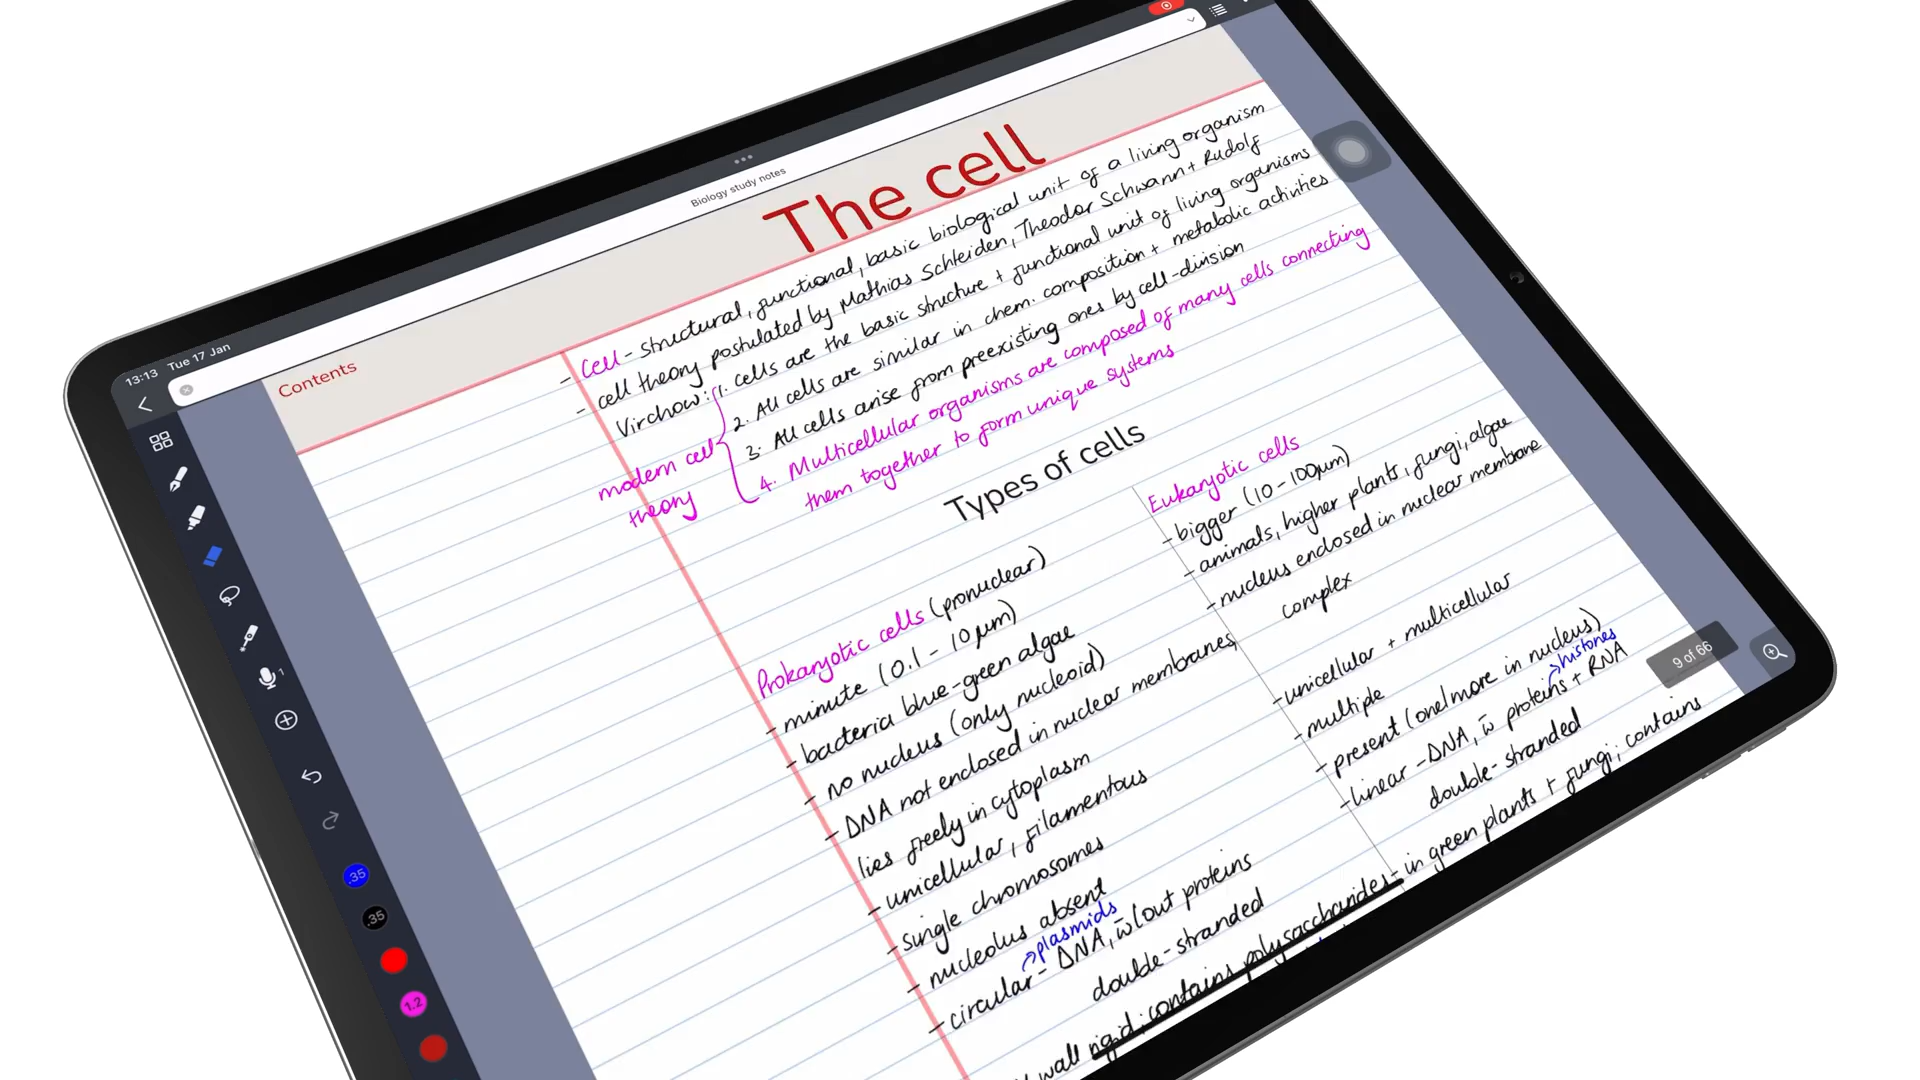 13:13 Tue 17 Jan
Biology study notes
Contents
The cell
- Cell - structural, functional, basic biological unit of a living organism
- cell theory postulated by Mathias Schleiden, Theodor Schwann + Rudolf
Virchow: 1. cells are the basic structure + functional unit of living organisms
2. All cells are similar in chem. composition + metabolic activities
3. All cells arise from preexisting ones by cell-division
4. Multicellular organisms are composed of many cells connecting
them together to form unique systems
modern cell
theory
Types of cells
Prokaryotic cells (pronuclear)
- minute (0.1 - 10 μm)
- bacteria blue-green algae
- no nucleus (only nucleoid)
- DNA not enclosed in nuclear membranes,
lies freely in cytoplasm
- unicellular, filamentous
- single chromosomes
- nucleolus absent
plasmids
- circular - DNA, w̄/out proteins
double-stranded
wall rigid; contains polysaccharides
Eukaryotic cells
- bigger (10 - 100μm)
- animals, higher plants, fungi, algae
- nucleus enclosed in nuclear membrane
complex
- unicellular + multicellular
- multiple
- present (one/more in nucleus)
histones
- linear - DNA, w̄ proteins + RNA
double-stranded
- in green plants + fungi; contains
9 of 66
1
.35
.35
1.2